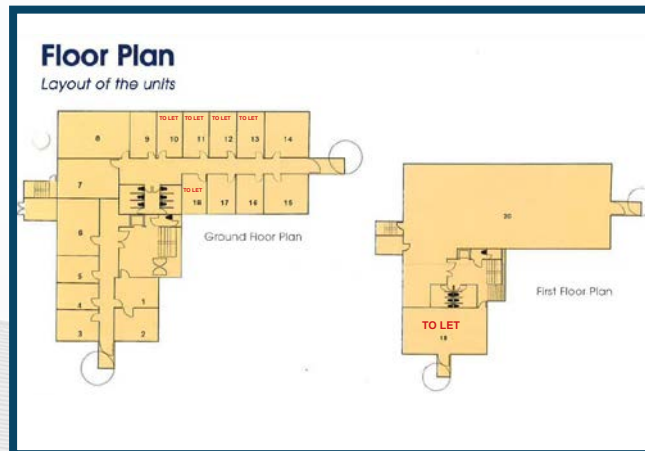 Floor Plan
Layout of the units
TO LET TO LET TO LET TO LET
8 9 10 11 12 13 14
7
TO LET
18 17 16 15
6
Ground Floor Plan
5
4
1
3
2
20
First Floor Plan
TO LET